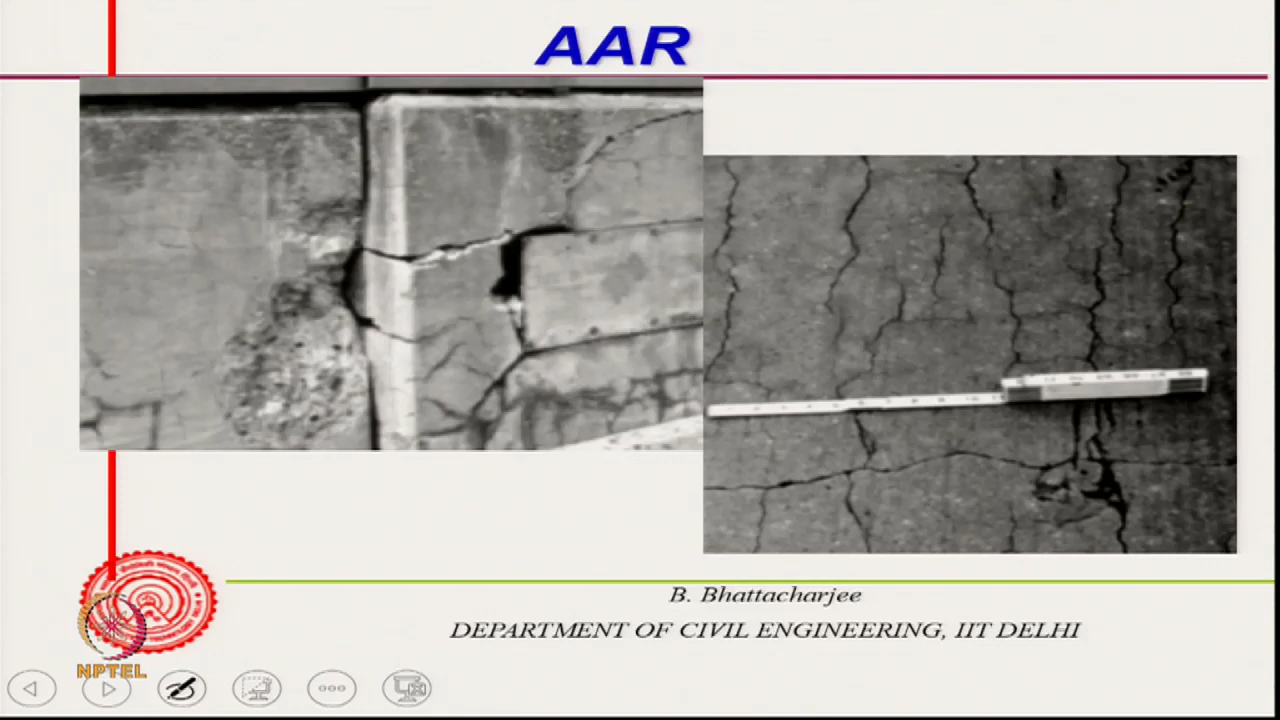 AAR
B. Bhattacharjee
DEPARTMENT OF CIVIL ENGINEERING, IIT DELHI
NPTEL